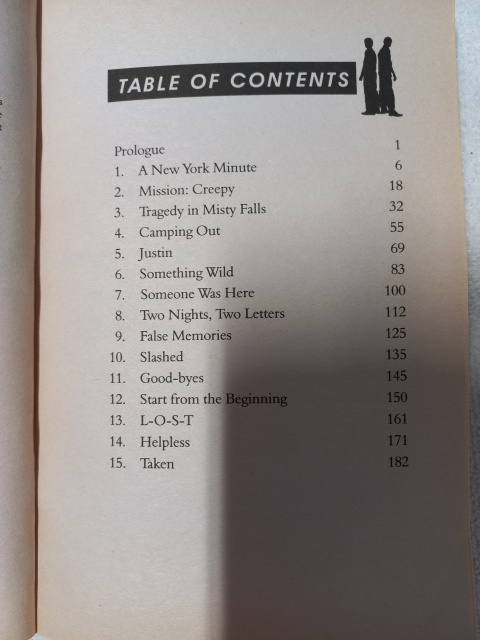 TABLE OF CONTENTS
Prologue 1
1. A New York Minute 6
2. Mission: Creepy 18
3. Tragedy in Misty Falls 32
4. Camping Out 55
5. Justin 69
6. Something Wild 83
7. Someone Was Here 100
8. Two Nights, Two Letters 112
9. False Memories 125
10. Slashed 135
11. Good-byes 145
12. Start from the Beginning 150
13. L-O-S-T 161
14. Helpless 171
15. Taken 182